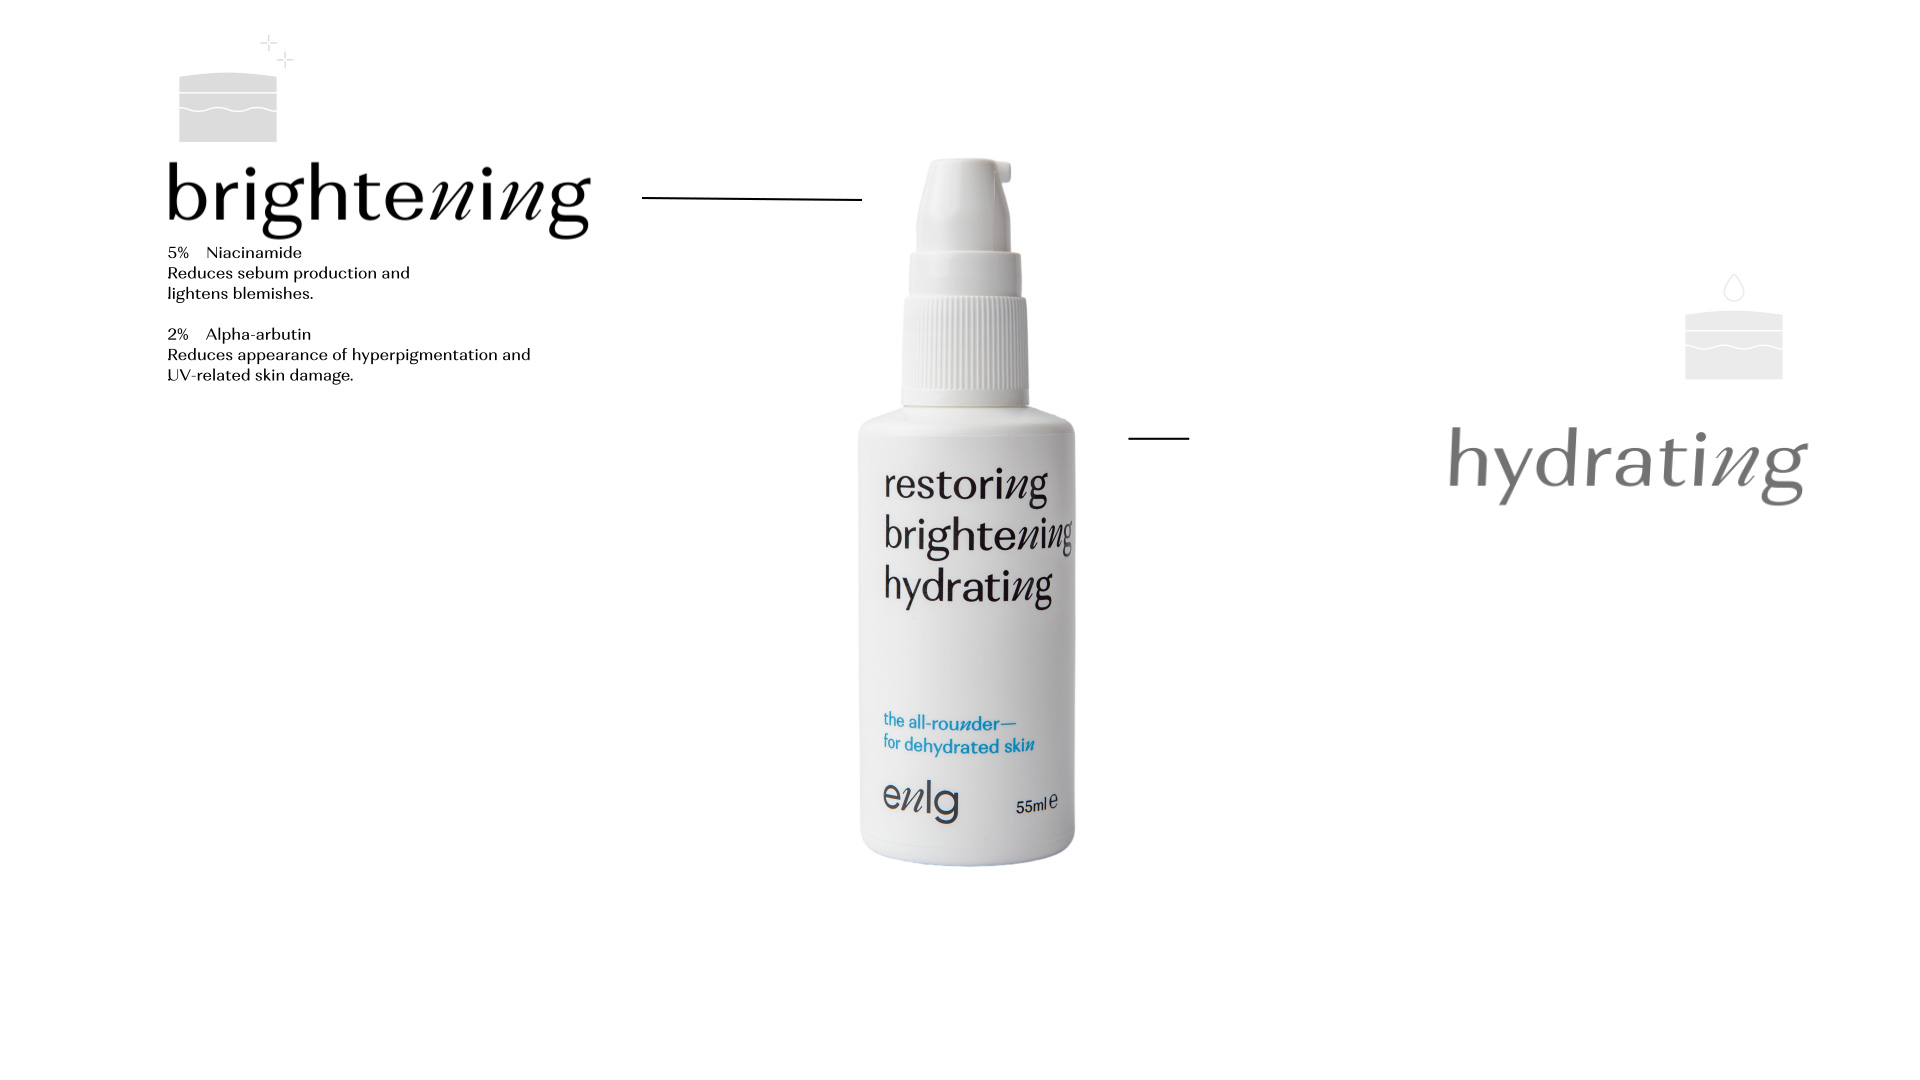 brightening
5% Niacinamide
Reduces sebum production and
lightens blemishes.
2% Alpha-arbutin
Reduces appearance of hyperpigmentation and
UV-related skin damage.
hydrating
restoring
brightening
hydrating
the all-rounder—
for dehydrated skin
enlg
55ml ℮